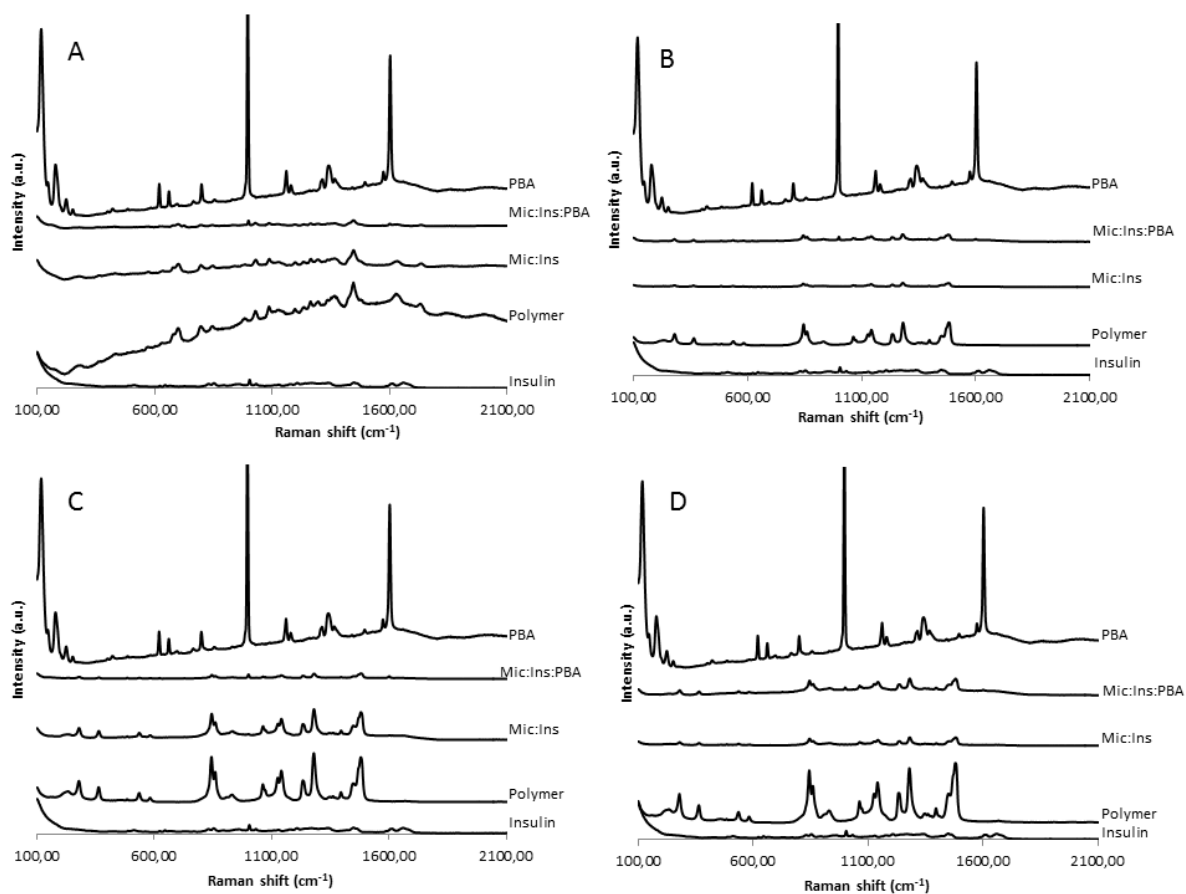 A
Intensity (a.u.)
PBA
Mic:Ins:PBA
Mic:Ins
Polymer
Insulin
100,00 600,00 1100,00 1600,00 2100,00
Raman shift (cm⁻¹)
B
Intensity (a.u.)
PBA
Mic:Ins:PBA
Mic:Ins
Polymer
Insulin
100,00 600,00 1100,00 1600,00 2100,00
Raman shift (cm⁻¹)
C
Intensity (a.u.)
PBA
Mic:Ins:PBA
Mic:Ins
Polymer
Insulin
100,00 600,00 1100,00 1600,00 2100,00
Raman shift (cm⁻¹)
D
Intensity (a.u.)
PBA
Mic:Ins:PBA
Mic:Ins
Polymer
Insulin
100,00 600,00 1100,00 1600,00 2100,00
Raman shift (cm⁻¹)